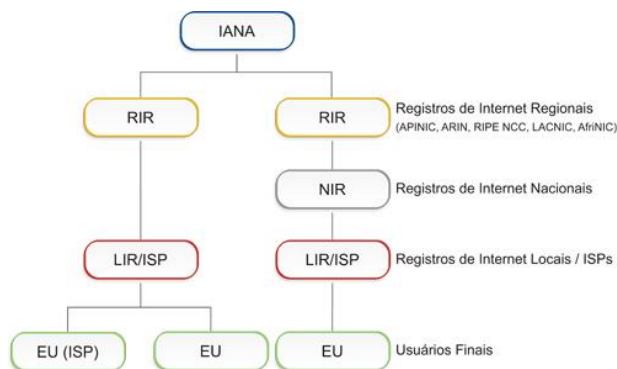 IANA
RIR
RIR
Registros de Internet Regionais
(APINIC, ARIN, RIPE NCC, LACNIC, AfriNIC)
NIR
Registros de Internet Nacionais
LIR/ISP
LIR/ISP
Registros de Internet Locais / ISPs
EU (ISP)
EU
EU
Usuários Finais